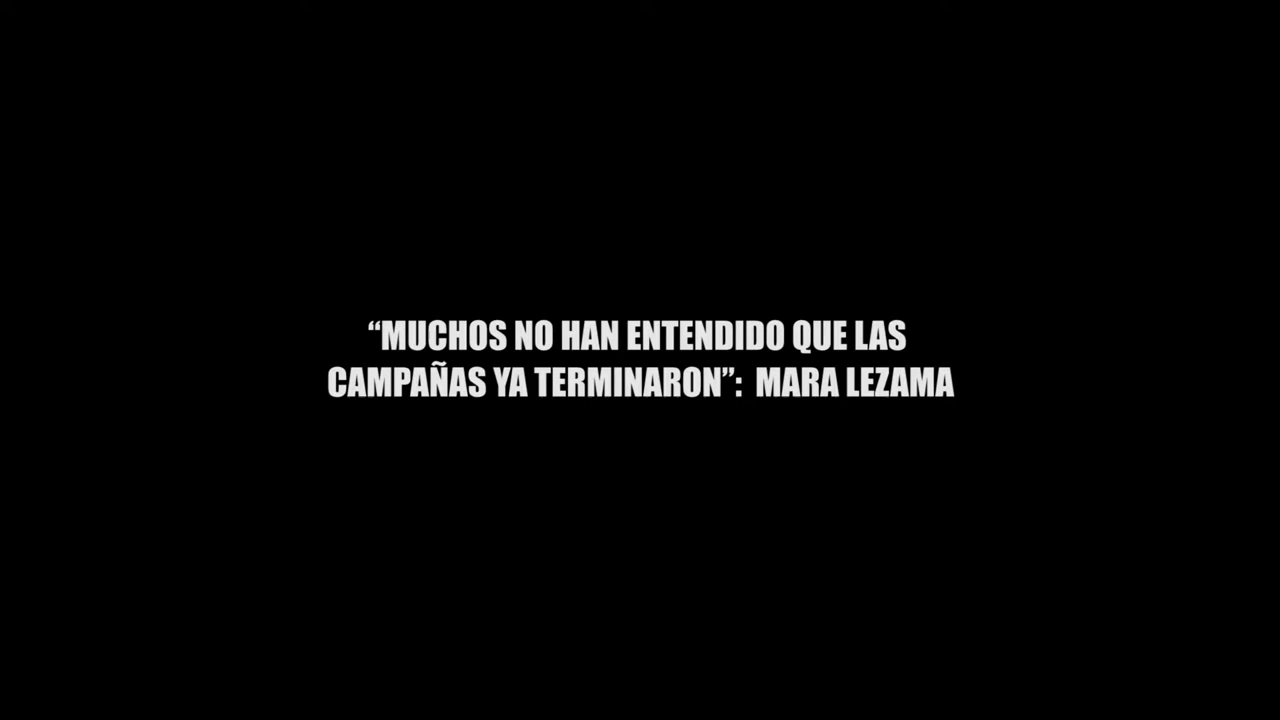 “MUCHOS NO HAN ENTENDIDO QUE LAS
CAMPAÑAS YA TERMINARON”:  MARA LEZAMA